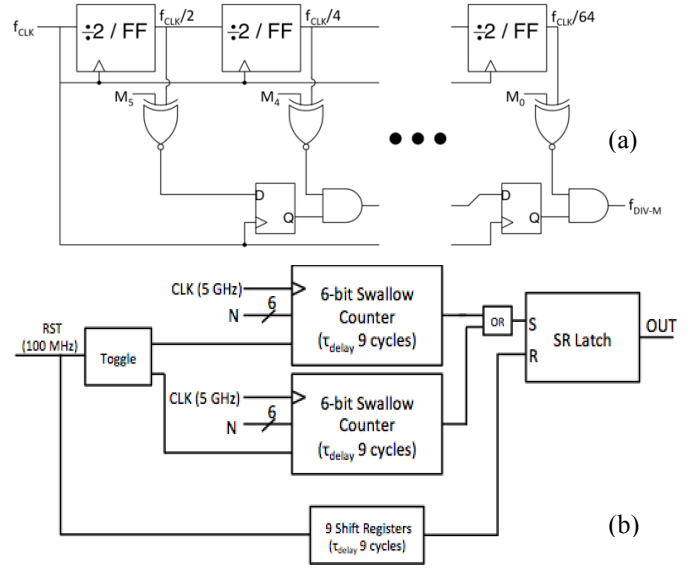 f_CLK ÷2 / FF f_CLK/2 ÷2 / FF f_CLK/4 ÷2 / FF f_CLK/64
M_5 M_4 M_0
(a)
D Q D Q f_DIV-M
CLK (5 GHz)
N 6
6-bit Swallow
Counter
(τ_delay 9 cycles)
RST
(100 MHz)
Toggle
OR
S
R
SR Latch
OUT
CLK (5 GHz)
N 6
6-bit Swallow
Counter
(τ_delay 9 cycles)
9 Shift Registers
(τ_delay 9 cycles)
(b)